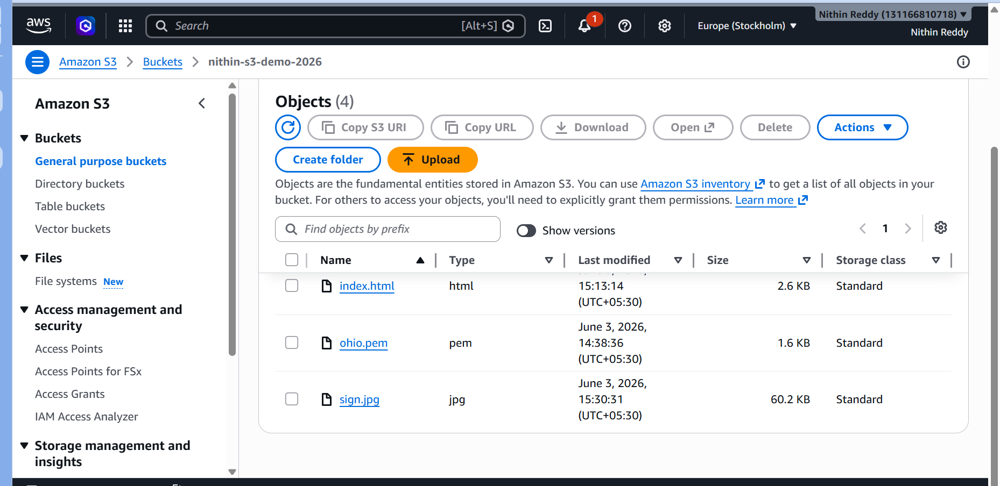 aws
Search [Alt+S]
1
Europe (Stockholm)
Nithin Reddy (131166810718)
Nithin Reddy
Amazon S3
Buckets
nithin-s3-demo-2026
Amazon S3
Buckets
General purpose buckets
Directory buckets
Table buckets
Vector buckets
Files
File systems New
Access management and
security
Access Points
Access Points for FSx
Access Grants
IAM Access Analyzer
Storage management and
insights
Objects (4)
Copy S3 URI
Copy URL
Download
Open
Delete
Actions
Create folder
Upload
Objects are the fundamental entities stored in Amazon S3. You can use Amazon S3 inventory to get a list of all objects in your
bucket. For others to access your objects, you'll need to explicitly grant them permissions. Learn more
Find objects by prefix
Show versions
1
Name Type Last modified Size Storage class
index.html html 15:13:14 2.6 KB Standard
(UTC+05:30)
June 3, 2026,
ohio.pem pem 14:38:36 1.6 KB Standard
(UTC+05:30)
June 3, 2026,
sign.jpg jpg 15:30:31 60.2 KB Standard
(UTC+05:30)